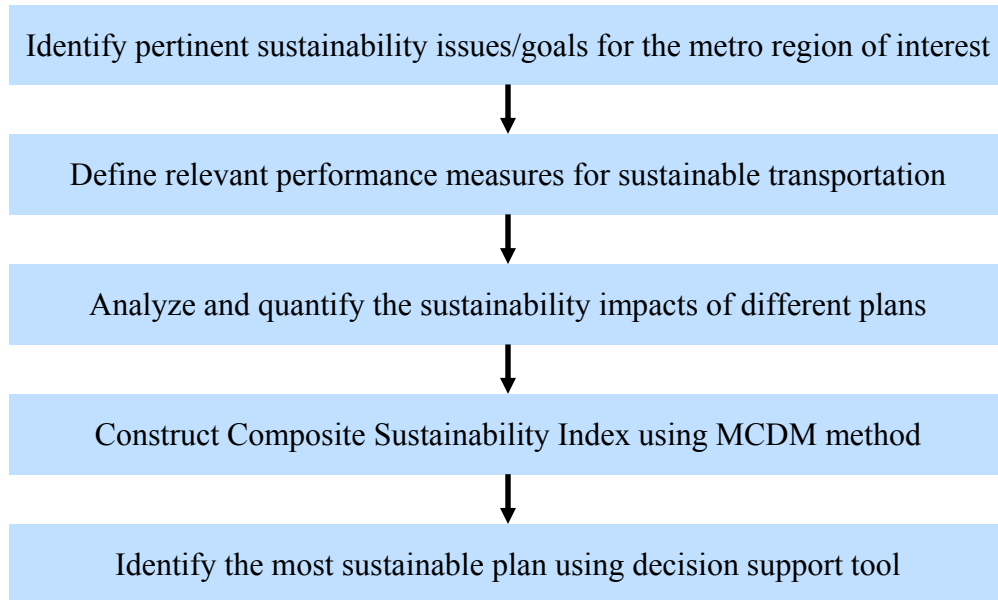 Identify pertinent sustainability issues/goals for the metro region of interest
Define relevant performance measures for sustainable transportation
Analyze and quantify the sustainability impacts of different plans
Construct Composite Sustainability Index using MCDM method
Identify the most sustainable plan using decision support tool